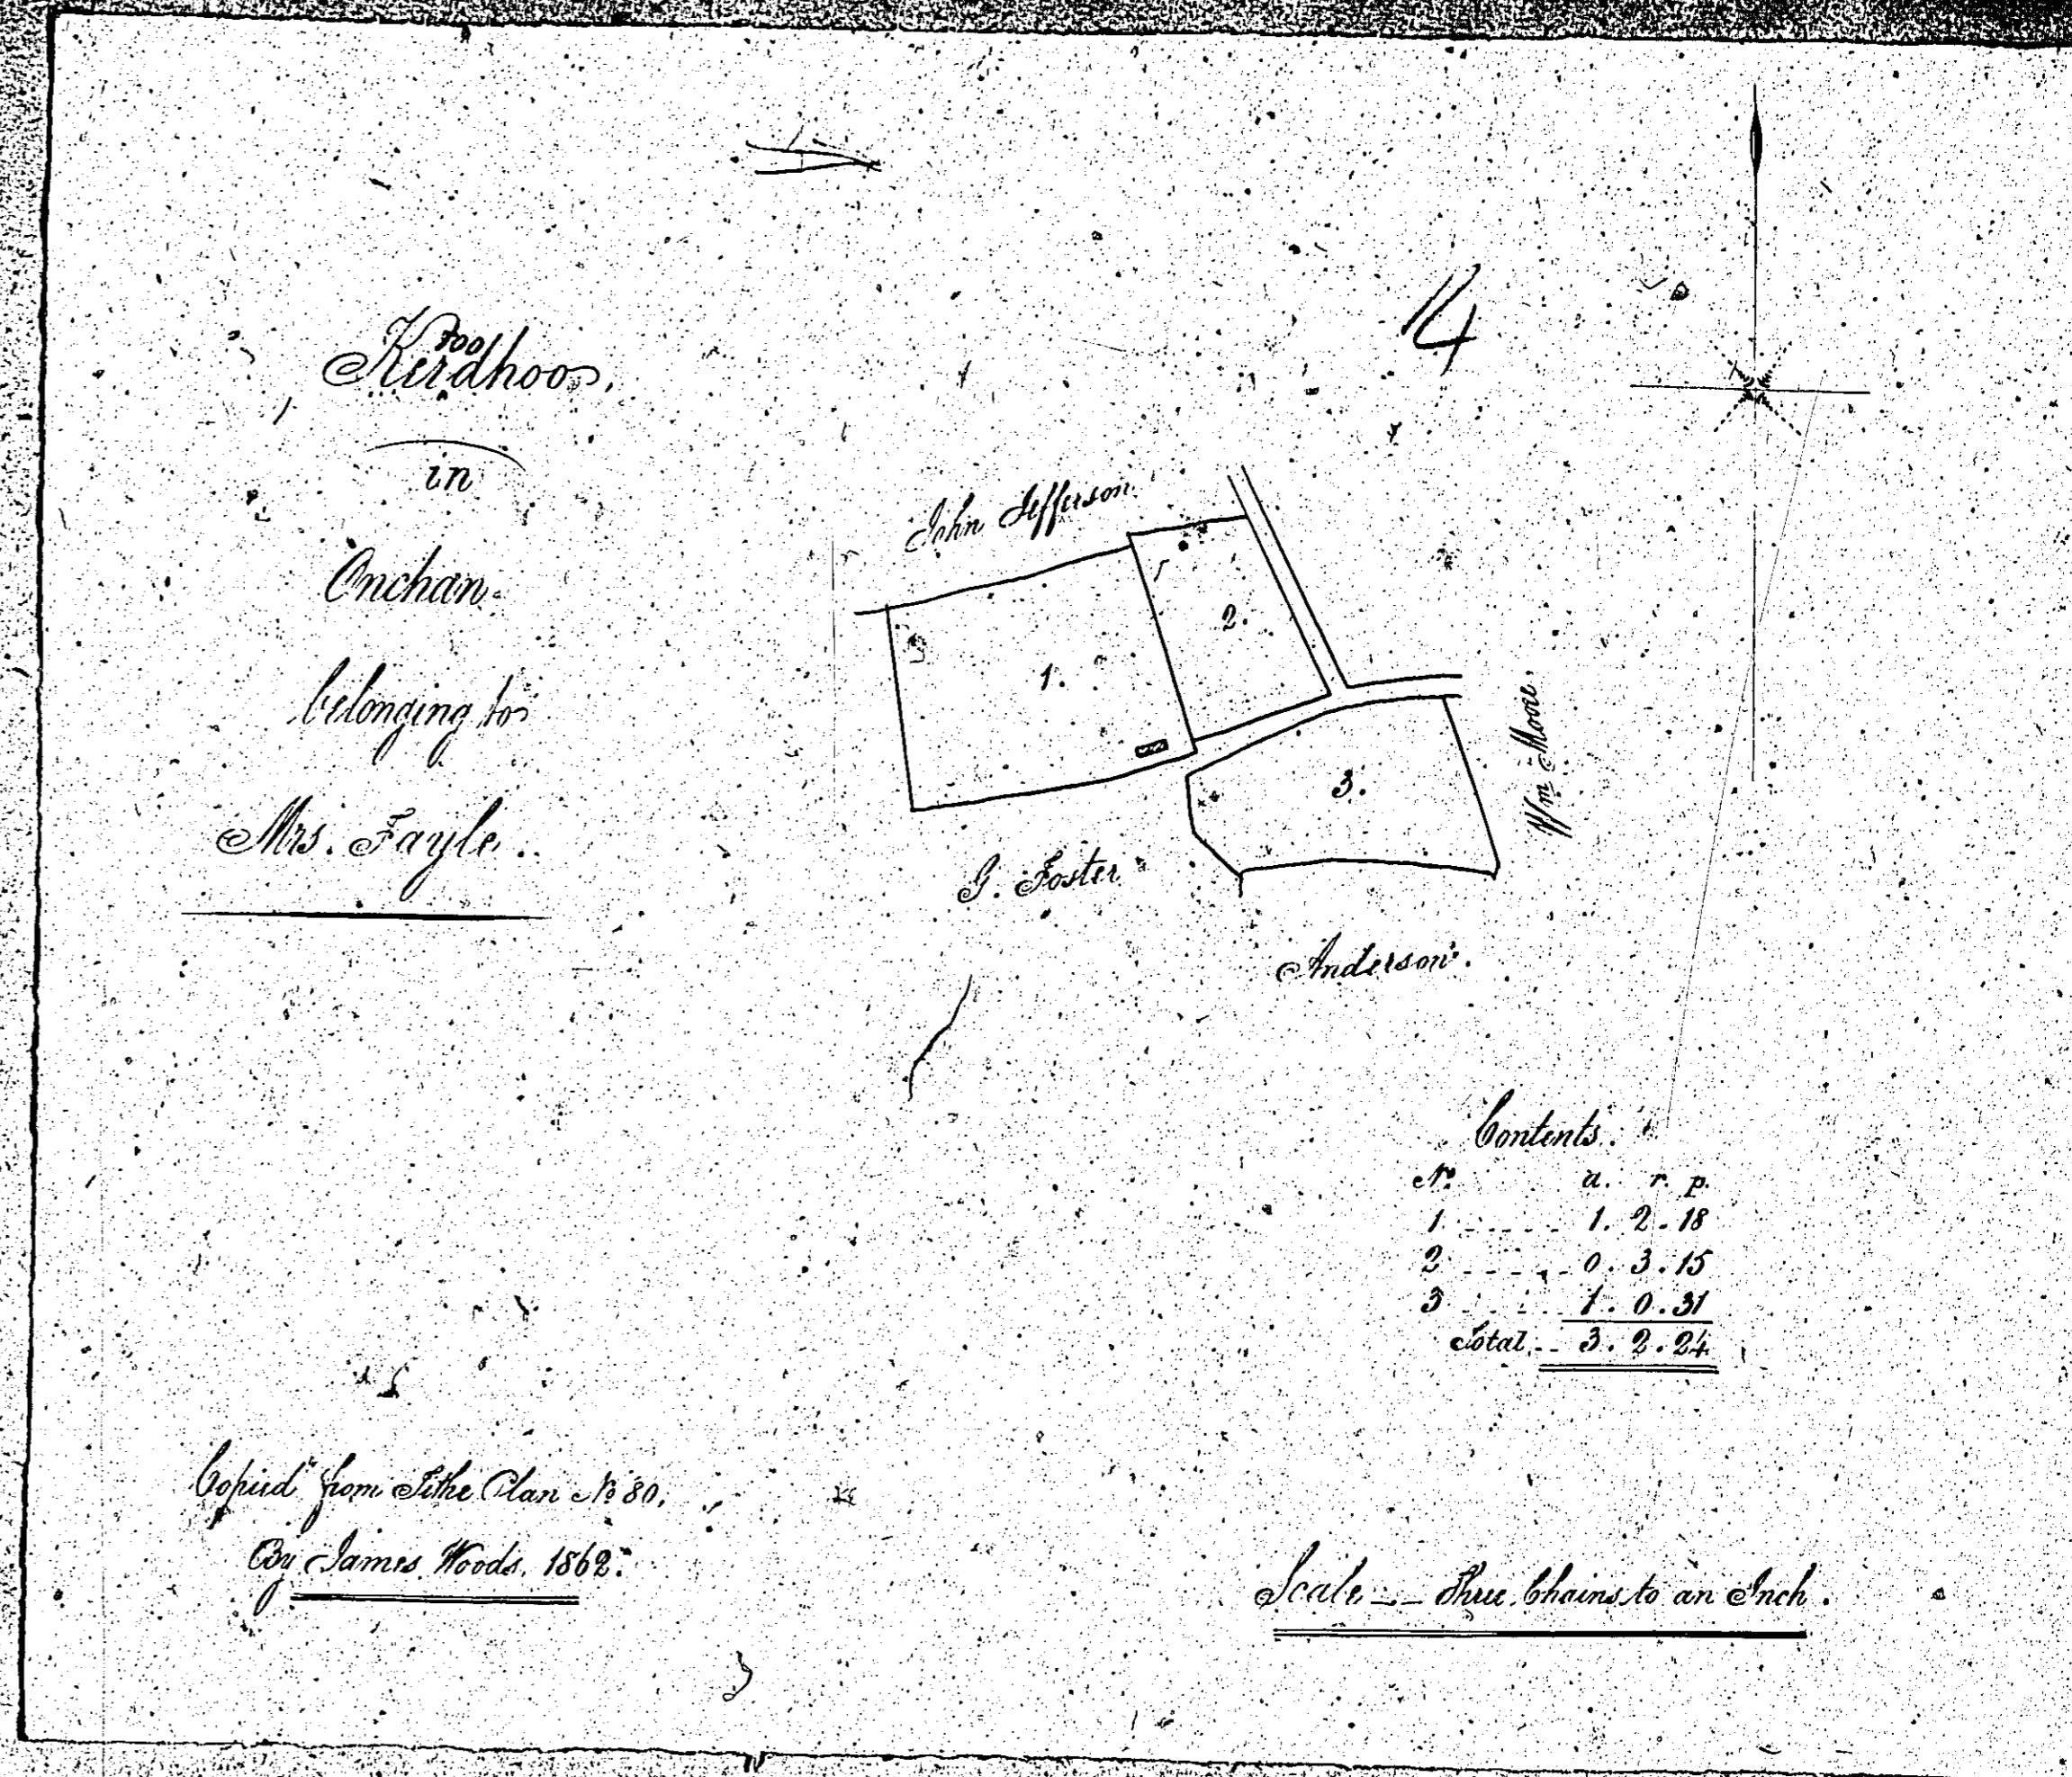 14
roo
Kerdhoo,
in
Onchan.
belonging to
Mrs. Fayle.
John Jefferson
1.
2.
3.
Wm Moore.
G. Foster
Anderson.
Contents.
No. a. r. p.
1 1. 2. 18
2 0. 3. 15
3 1. 0. 31
Total 3. 2. 24
Copied from Tithe Plan No 80.
By James Woods. 1862.
Scale Three Chains to an Inch.